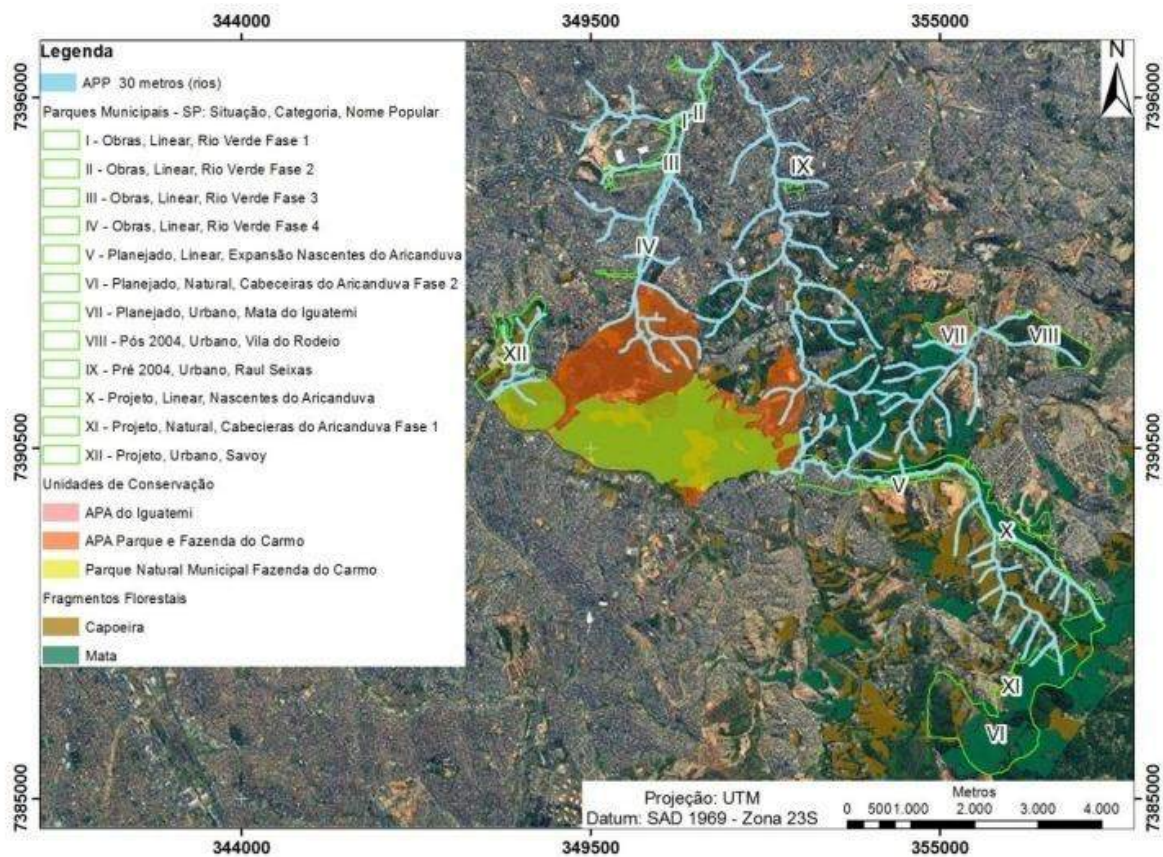 344000 349500 355000
Legenda
APP 30 metros (rios)
Parques Municipais - SP: Situação, Categoria, Nome Popular
I - Obras, Linear, Rio Verde Fase 1
II - Obras, Linear, Rio Verde Fase 2
III - Obras, Linear, Rio Verde Fase 3
IV - Obras, Linear, Rio Verde Fase 4
V - Planejado, Linear, Expansão Nascentes do Aricanduva
VI - Planejado, Natural, Cabeceiras do Aricanduva Fase 2
VII - Planejado, Urbano, Mata do Iguatemi
VIII - Pós 2004, Urbano, Vila do Rodeio
IX - Pré 2004, Urbano, Raul Seixas
X - Projeto, Linear, Nascentes do Aricanduva
XI - Projeto, Natural, Cabecieras do Aricanduva Fase 1
XII - Projeto, Urbano, Savoy
Unidades de Conservação
APA do Iguatemi
APA Parque e Fazenda do Carmo
Parque Natural Municipal Fazenda do Carmo
Fragmentos Florestais
Capoeira
Mata
N
I
II
III
IX
IV
VII
VIII
XII
V
X
XI
VI
7396000
7390500
7385000
7396000
7390500
7385000
Projeção: UTM
Datum: SAD 1969 - Zona 23S
Metros
0 500 1.000 2.000 3.000 4.000
344000 349500 355000